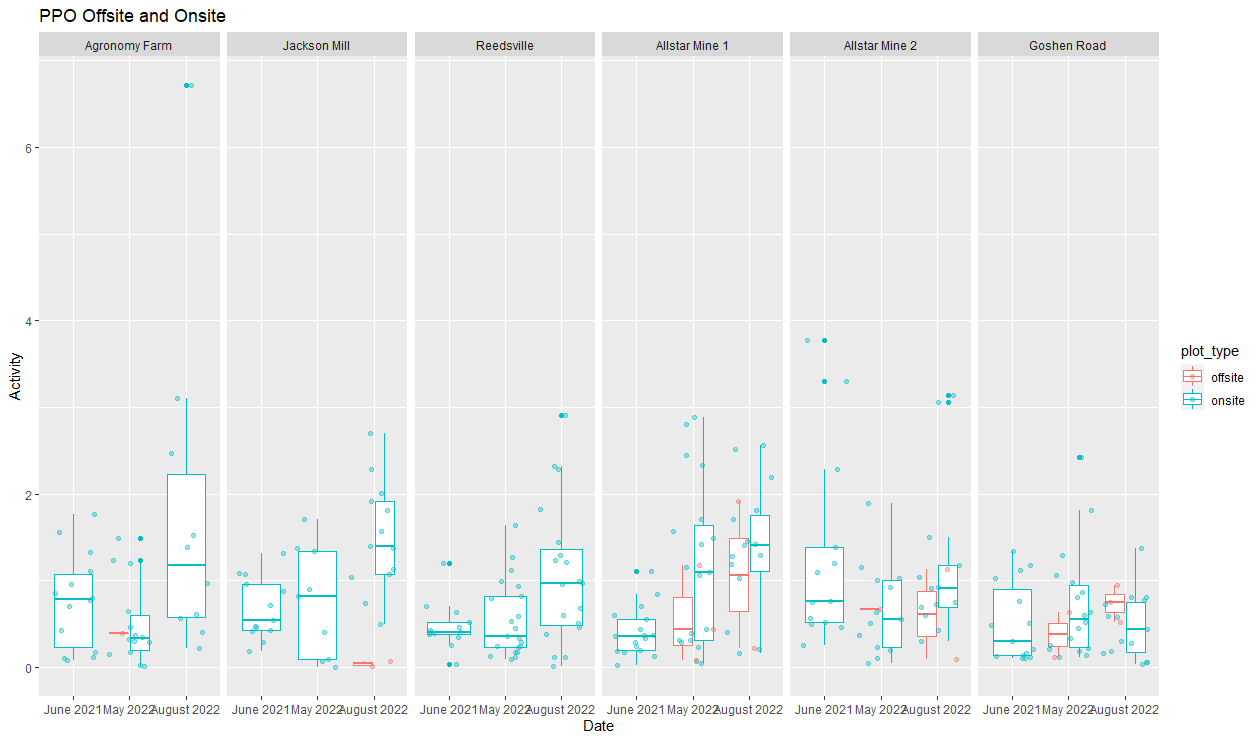 PPO Offsite and Onsite
Agronomy Farm
Jackson Mill
Reedsville
Allstar Mine 1
Allstar Mine 2
Goshen Road
6
4
2
0
Activity
June 2021 May 2022 August 2022
June 2021 May 2022 August 2022
June 2021 May 2022 August 2022
June 2021 May 2022 August 2022
June 2021 May 2022 August 2022
June 2021 May 2022 August 2022
Date
plot_type
offsite
onsite